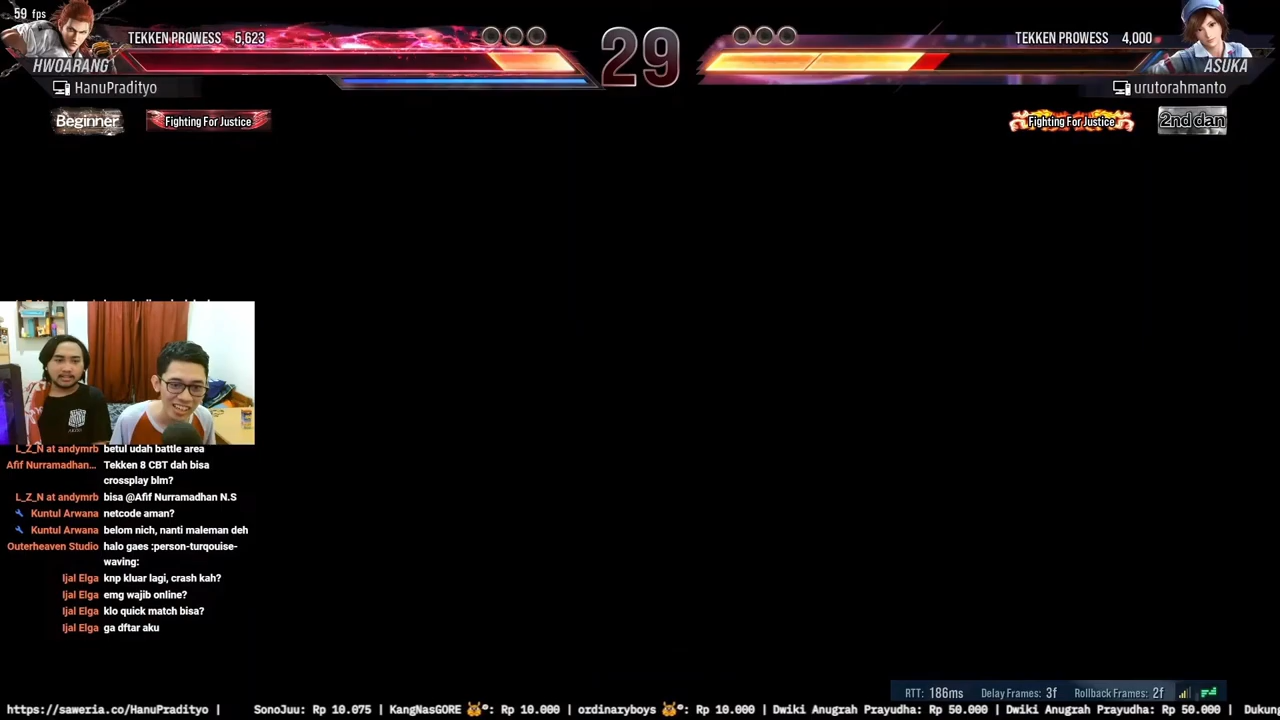 59 fps
TEKKEN PROWESS 5,623
29
TEKKEN PROWESS 4,000
HWOARANG
ASUKA
HanuPradityo
urutorahmanto
Beginner
Fighting For Justice
Fighting For Justice
2nd dan
L_Z_N at andymrb betul udah battle area
Afif Nurramadhan... Tekken 8 CBT dah bisa
crossplay blm?
L_Z_N at andymrb bisa @Afif Nurramadhan N.S
Kuntul Arwana netcode aman?
Kuntul Arwana belom nich, nanti maleman deh
Outerheaven Studio halo gaes :person-turqouise-
waving:
Ijal Elga knp kluar lagi, crash kah?
Ijal Elga emg wajib online?
Ijal Elga klo quick match bisa?
Ijal Elga ga dftar aku
RTT: 186ms Delay Frames: 3f Rollback Frames: 2f
https://saweria.co/HanuPradityo | SonoJuu: Rp 10.075 | KangNasGORE 🐯°: Rp 10.000 | ordinaryboys 🐯°: Rp 10.000 | Dwiki Anugrah Prayudha: Rp 50.000 | Dwiki Anugrah Prayudha: Rp 50.000 | Dukun